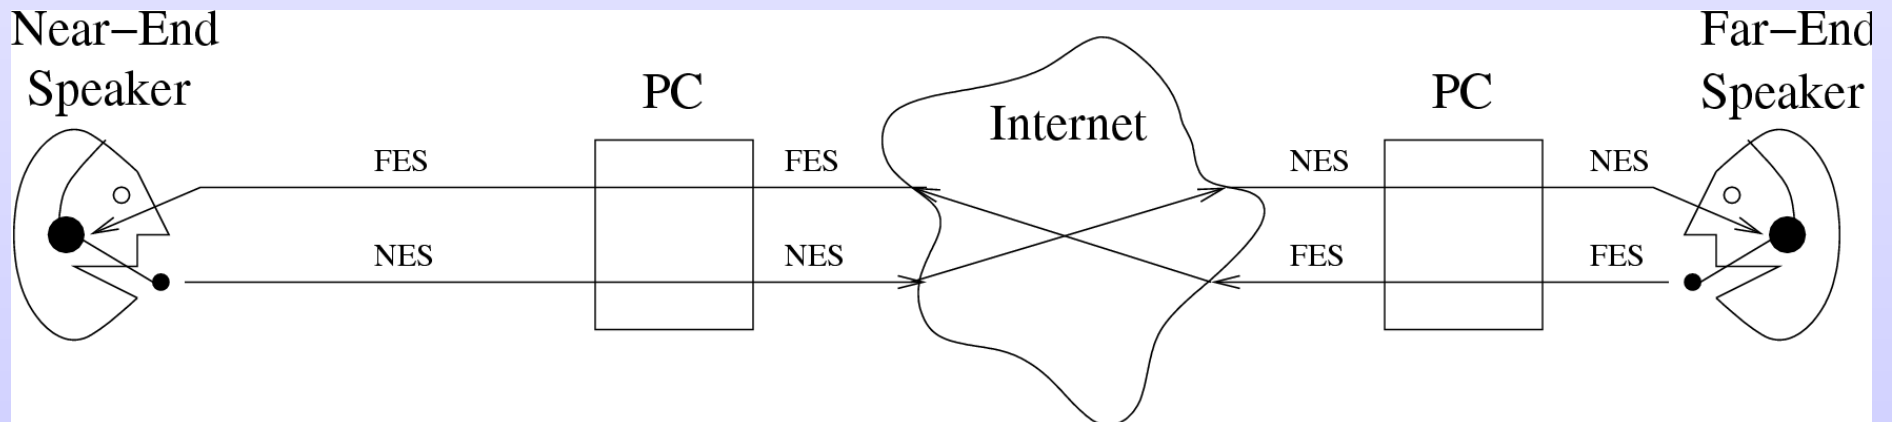 Near−End
Speaker
PC
Internet
PC
Far−End
Speaker
FES
FES
NES
NES
NES
NES
FES
FES